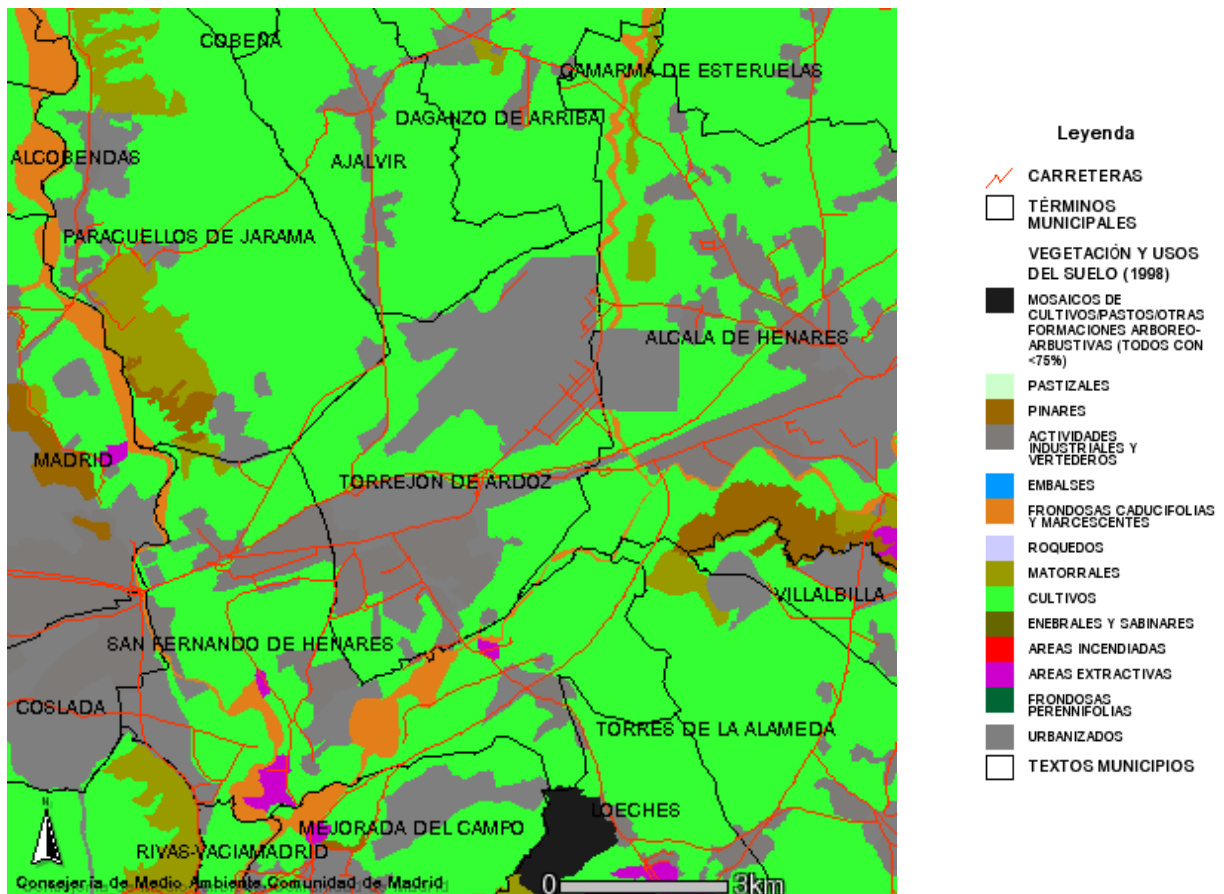 COBEÑA
CAMARMA DE ESTERUELAS
DAGANZO DE ARRIBA
ALCOBENDAS
AJALVIR
PARACUELLOS DE JARAMA
ALCALA DE HENARES
MADRID
TORREJON DE ARDOZ
VILLALBILLA
SAN FERNANDO DE HENARES
COSLADA
TORRES DE LA ALAMEDA
LOECHES
MEJORADA DEL CAMPO
RIVAS-VACIAMADRID
N
Consejería de Medio Ambiente.Comunidad de Madrid
0 3km
Leyenda
CARRETERAS
TÉRMINOS
MUNICIPALES
VEGETACIÓN Y USOS
DEL SUELO (1998)
MOSAICOS DE
CULTIVOS/PASTOS/OTRAS
FORMACIONES ARBOREO-
ARBUSTIVAS (TODOS CON
<75%)
PASTIZALES
PINARES
ACTIVIDADES
INDUSTRIALES Y
VERTEDEROS
EMBALSES
FRONDOSAS CADUCIFOLIAS
Y MARCESCENTES
ROQUEDOS
MATORRALES
CULTIVOS
ENEBRALES Y SABINARES
AREAS INCENDIADAS
AREAS EXTRACTIVAS
FRONDOSAS
PERENNIFOLIAS
URBANIZADOS
TEXTOS MUNICIPIOS